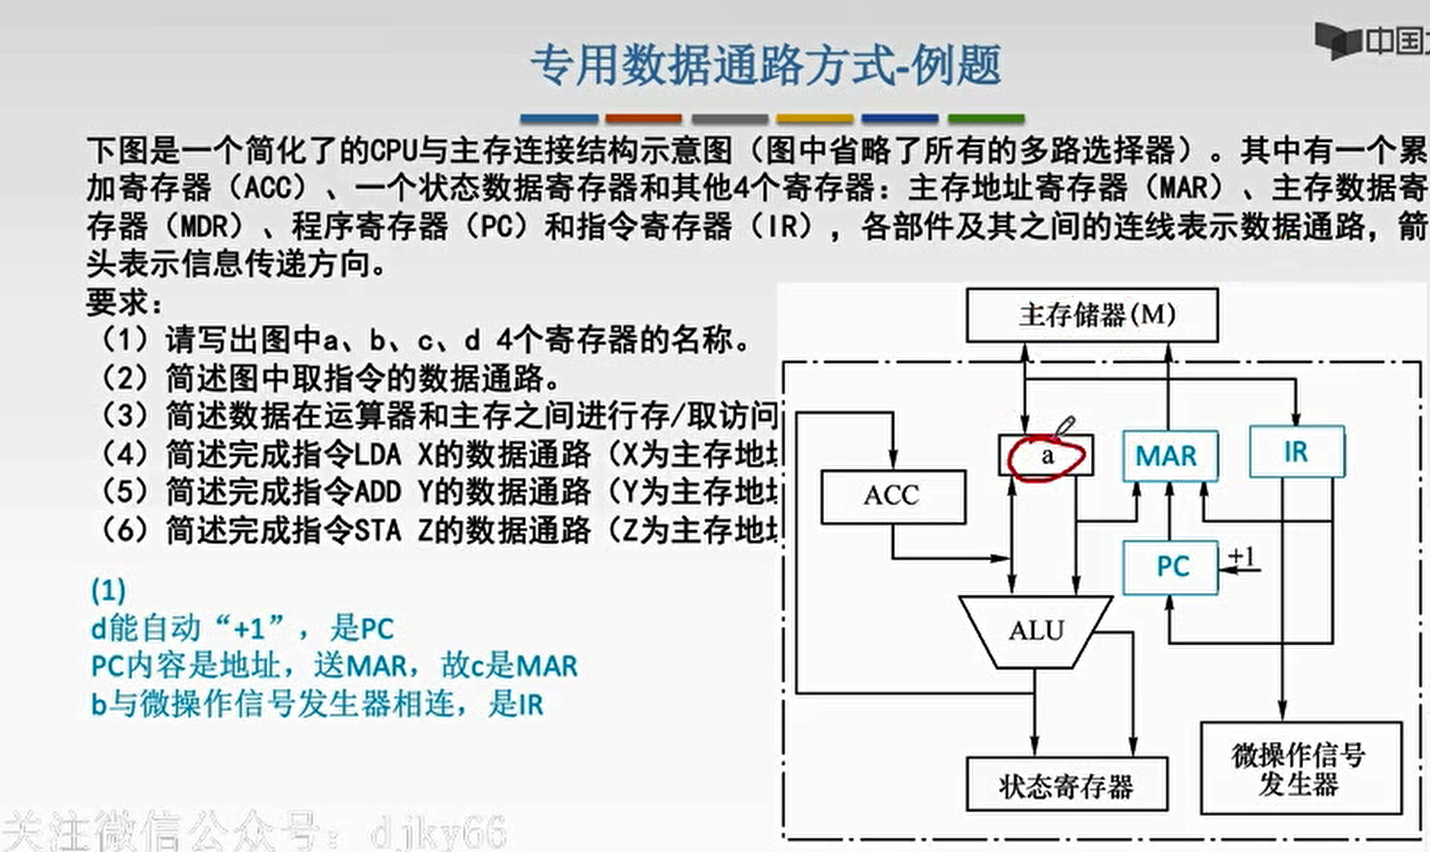 中国
专用数据通路方式-例题
下图是一个简化了的CPU与主存连接结构示意图（图中省略了所有的多路选择器）。其中有一个累
加寄存器（ACC）、一个状态数据寄存器和其他4个寄存器：主存地址寄存器（MAR）、主存数据寄
存器（MDR）、程序寄存器（PC）和指令寄存器（IR），各部件及其之间的连线表示数据通路，箭
头表示信息传递方向。
要求：
（1）请写出图中a、b、c、d 4个寄存器的名称。
（2）简述图中取指令的数据通路。
（3）简述数据在运算器和主存之间进行存/取访问
（4）简述完成指令LDA X的数据通路（X为主存地
（5）简述完成指令ADD Y的数据通路（Y为主存地
（6）简述完成指令STA Z的数据通路（Z为主存地
(1)
d能自动“+1”，是PC
PC内容是地址，送MAR，故c是MAR
b与微操作信号发生器相连，是IR
主存储器(M)
a
MAR
IR
ACC
PC
+1
ALU
状态寄存器
微操作信号
发生器
关注微信公众号：djky66